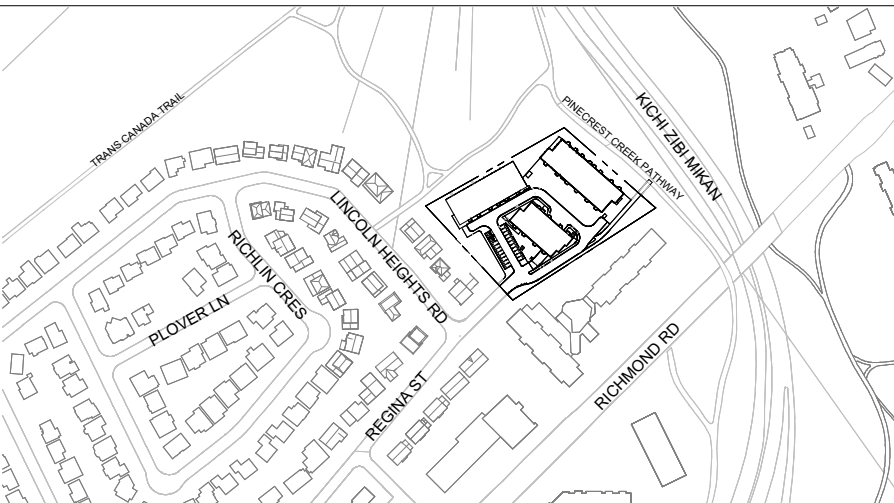 TRANS CANADA TRAIL
PINECREST CREEK PATHWAY
KICHI ZIBI MIKAN
LINCOLN HEIGHTS RD
RICHLIN CRES
PLOVER LN
REGINA ST
RICHMOND RD